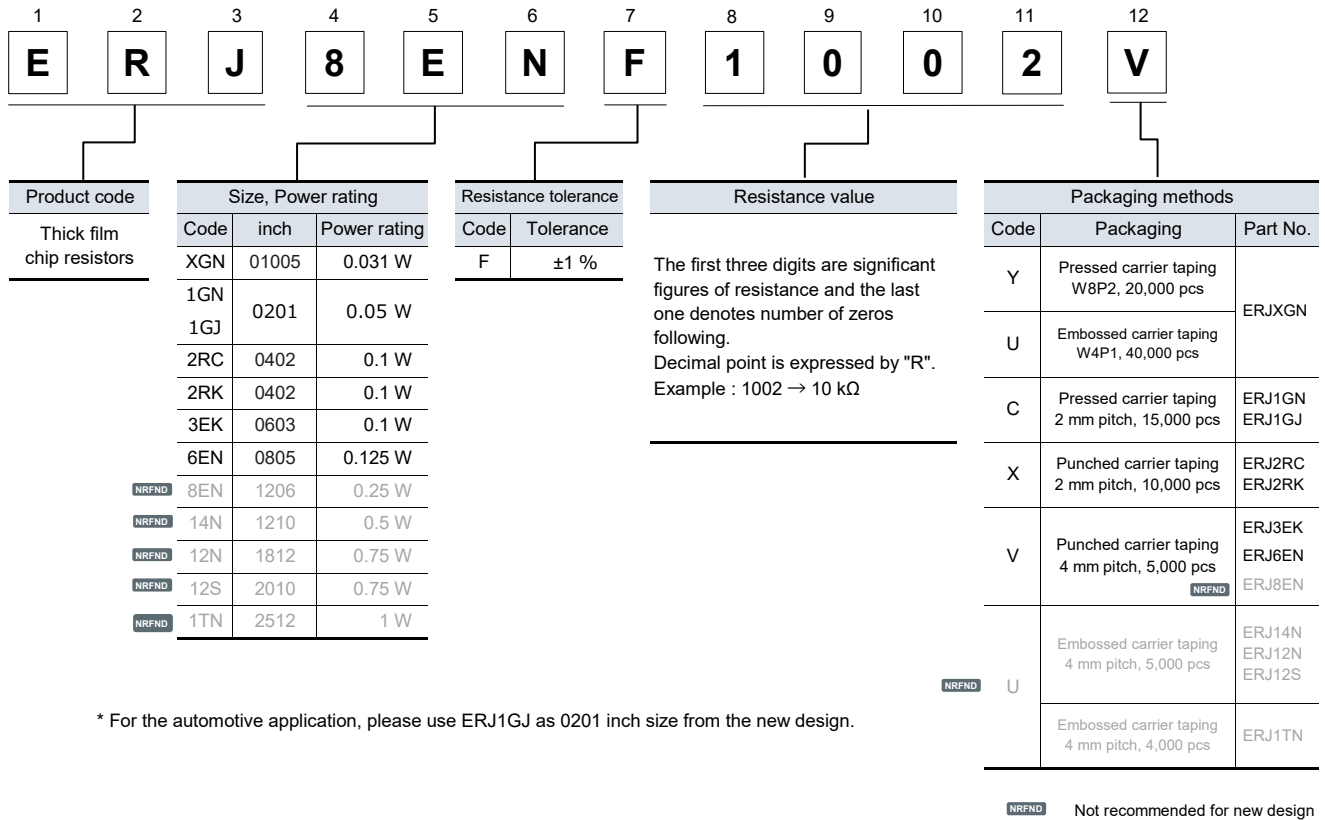 1 2 3 4 5 6 7 8 9 10 11 12
E R J 8 E N F 1 0 0 2 V
Product code
Thick film
chip resistors
Size, Power rating
Code inch Power rating
XGN 01005 0.031 W
1GN
1GJ
0201 0.05 W
2RC 0402 0.1 W
2RK 0402 0.1 W
3EK 0603 0.1 W
6EN 0805 0.125 W
NRFND 8EN 1206 0.25 W
NRFND 14N 1210 0.5 W
NRFND 12N 1812 0.75 W
NRFND 12S 2010 0.75 W
NRFND 1TN 2512 1 W
Resistance tolerance
Code Tolerance
F ±1 %
Resistance value
The first three digits are significant
figures of resistance and the last
one denotes number of zeros
following.
Decimal point is expressed by "R".
Example : 1002 → 10 kΩ
Packaging methods
Code Packaging Part No.
Y
Pressed carrier taping
W8P2, 20,000 pcs
ERJXGN
U
Embossed carrier taping
W4P1, 40,000 pcs
C
Pressed carrier taping
2 mm pitch, 15,000 pcs
ERJ1GN
ERJ1GJ
X
Punched carrier taping
2 mm pitch, 10,000 pcs
ERJ2RC
ERJ2RK
V
Punched carrier taping
4 mm pitch, 5,000 pcs
ERJ3EK
ERJ6EN
NRFND ERJ8EN
NRFND U
Embossed carrier taping
4 mm pitch, 5,000 pcs
ERJ14N
ERJ12N
ERJ12S
Embossed carrier taping
4 mm pitch, 4,000 pcs
ERJ1TN
* For the automotive application, please use ERJ1GJ as 0201 inch size from the new design.
NRFND Not recommended for new design